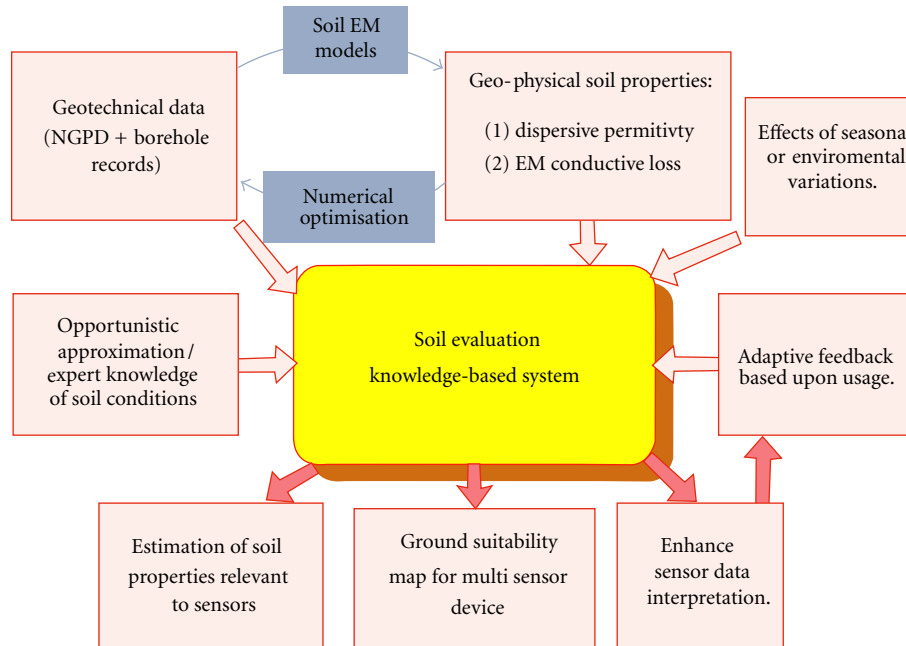 Soil EM
models
Geotechnical data
(NGPD + borehole
records)
Geo-physical soil properties:
(1) dispersive permitivty
(2) EM conductive loss
Effects of seasona
or enviromental
variations.
Numerical
optimisation
Opportunistic
approximation/
expert knowledge
of soil conditions
Soil evaluation
knowledge-based system
Adaptive feedback
based upon usage.
Estimation of soil
properties relevant
to sensors
Ground suitability
map for multi sensor
device
Enhance
sensor data
interpretation.